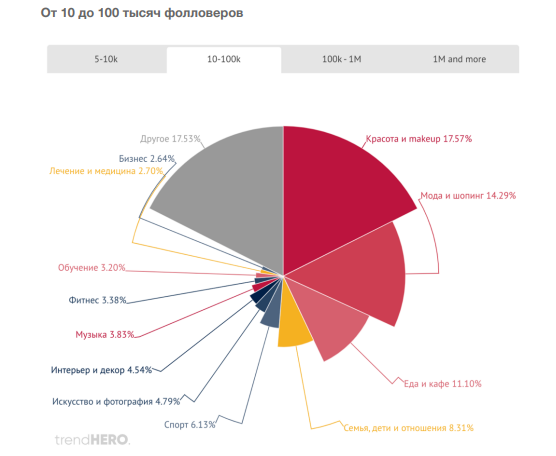 От 10 до 100 тысяч фолловеров
5-10k
10-100k
100k - 1M
1M and more
Другое 17.53%
Красота и makeup 17.57%
Бизнес 2.64%
Лечение и медицина 2.70%
Мода и шопинг 14.29%
Обучение 3.20%
Фитнес 3.38%
Музыка 3.83%
Интерьер и декор 4.54%
Еда и кафе 11.10%
Искусство и фотография 4.79%
Спорт 6.13%
Семья, дети и отношения 8.31%
trendHERO.